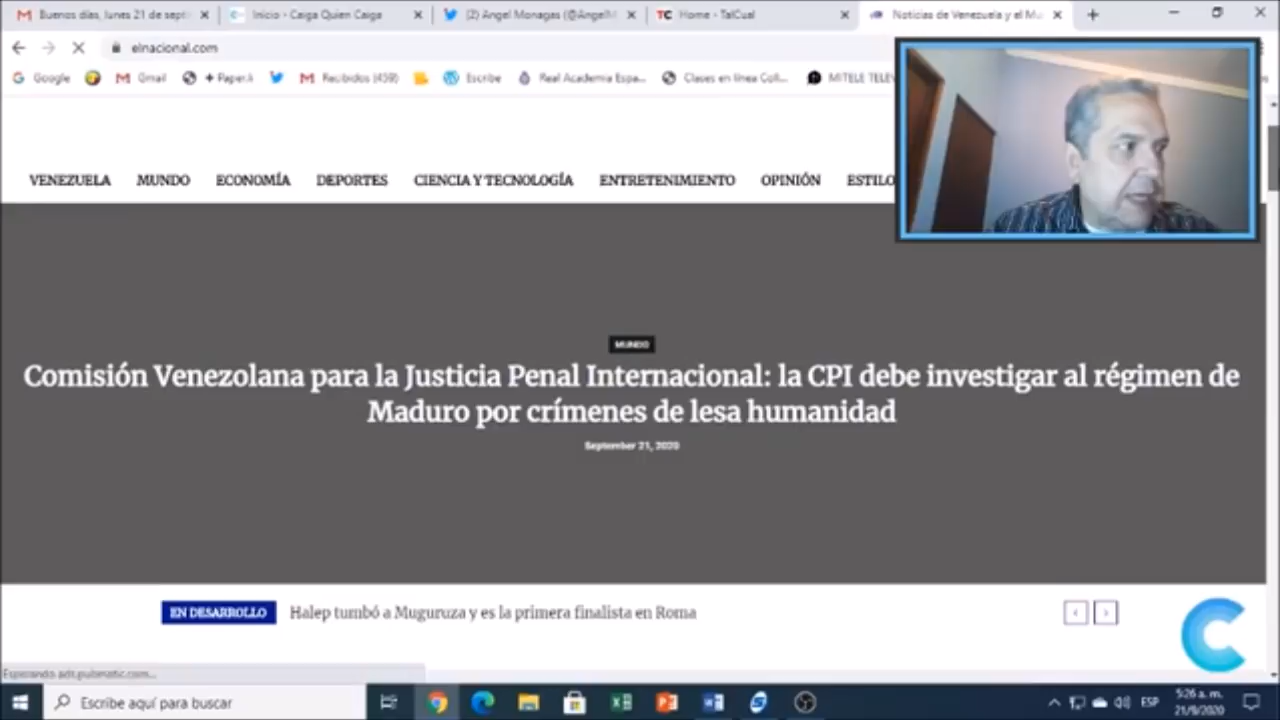 Buenos días, lunes 21 de sept
Inicio - Caiga Quien Caiga
(2) Angel Monagas (@AngelM
TC Home - TalCual
Noticias de Venezuela y el Mu
elnacional.com
Google
Gmail
Recibidos (459)
Escribe
Real Academia Espa...
Clases en línea Coll...
MITELE TELEV
VENEZUELA MUNDO ECONOMÍA DEPORTES CIENCIA Y TECNOLOGÍA ENTRETENIMIENTO OPINIÓN ESTILO
MUNDO
Comisión Venezolana para la Justicia Penal Internacional: la CPI debe investigar al régimen de
Maduro por crímenes de lesa humanidad
September 21, 2020
EN DESARROLLO Halep tumbó a Muguruza y es la primera finalista en Roma
Esperando ads.pubmatic.com...
Escribe aquí para buscar
ESP
5:26 a. m.
21/9/2020